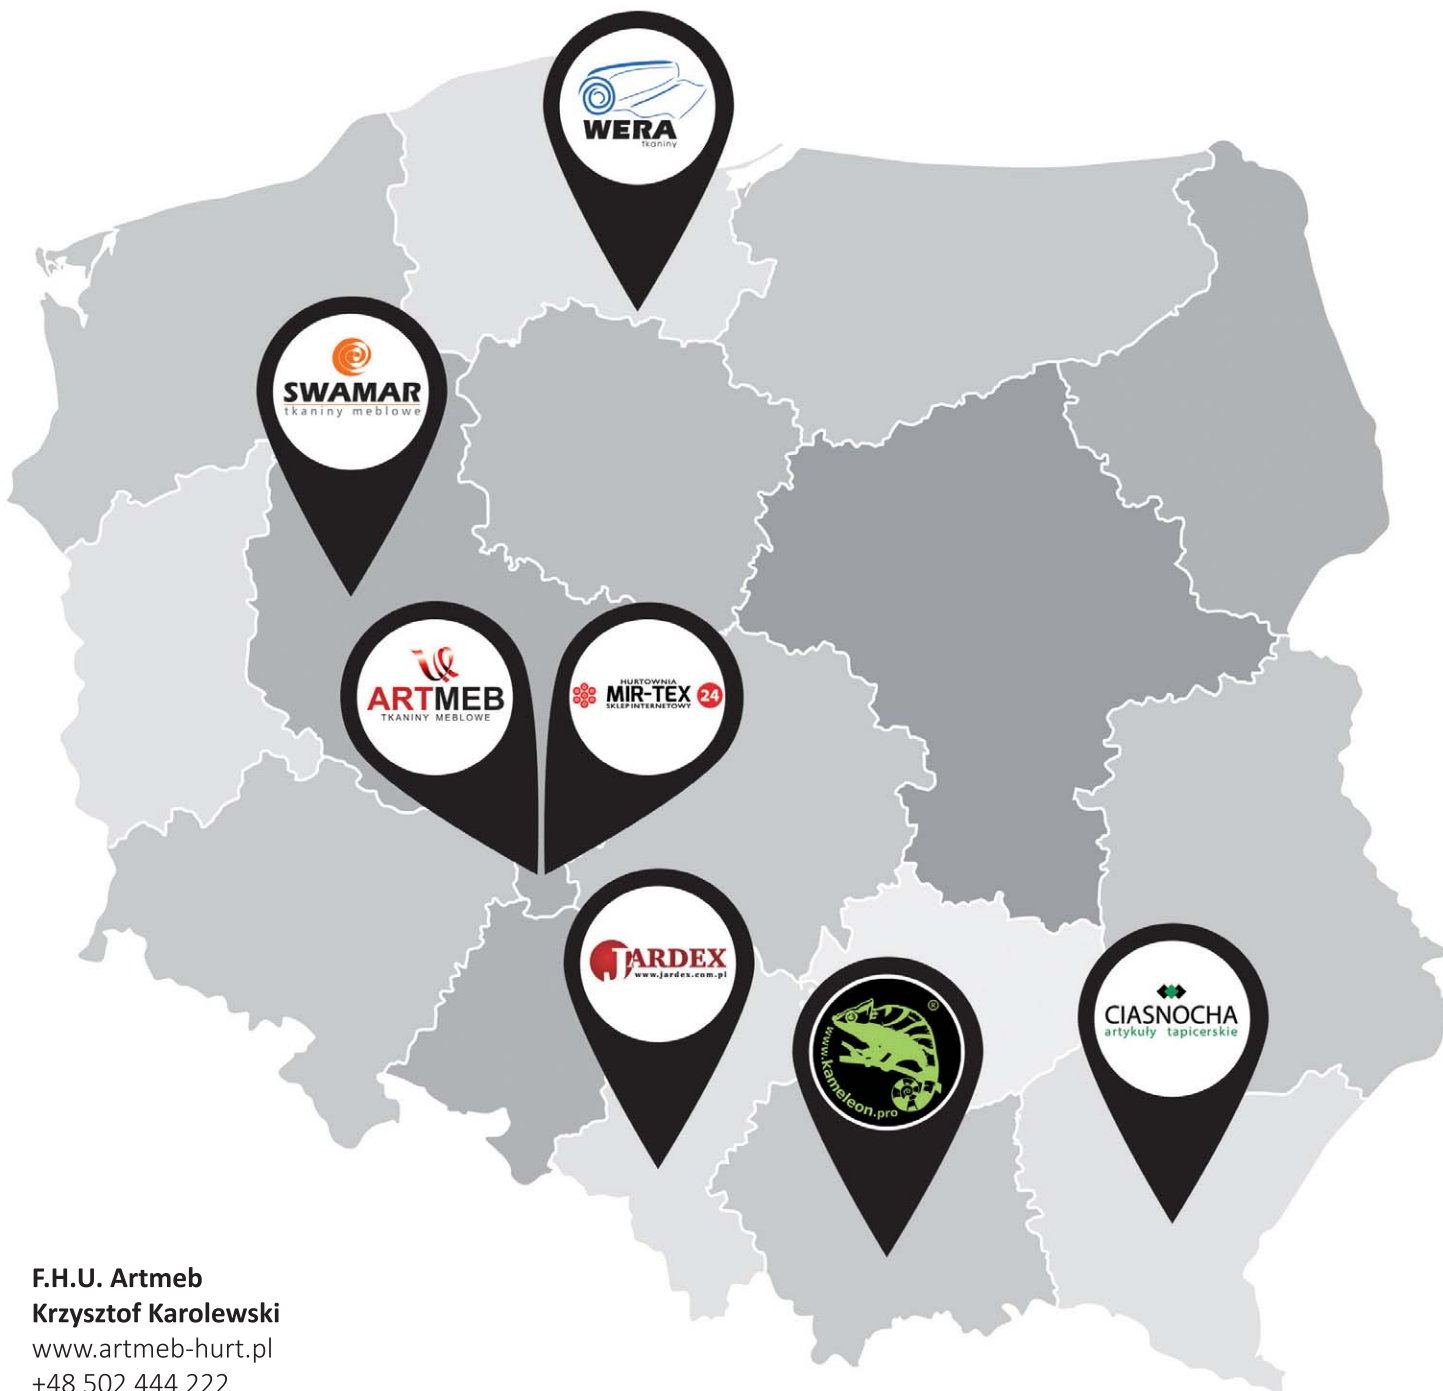 WERA
tkaniny
SWAMAR
tkaniny meblowe
ARTMEB
TKANINY MEBLOWE
HURTOWNIA
MIR-TEX 24
SKLEP INTERNETOWY
JARDEX
www.jardex.com.pl
®
www.kameleon.pro
CIASNOCHA
artykuły tapicerskie
F.H.U. Artmeb
Krzysztof Karolewski
www.artmeb-hurt.pl
+48 502 444 222